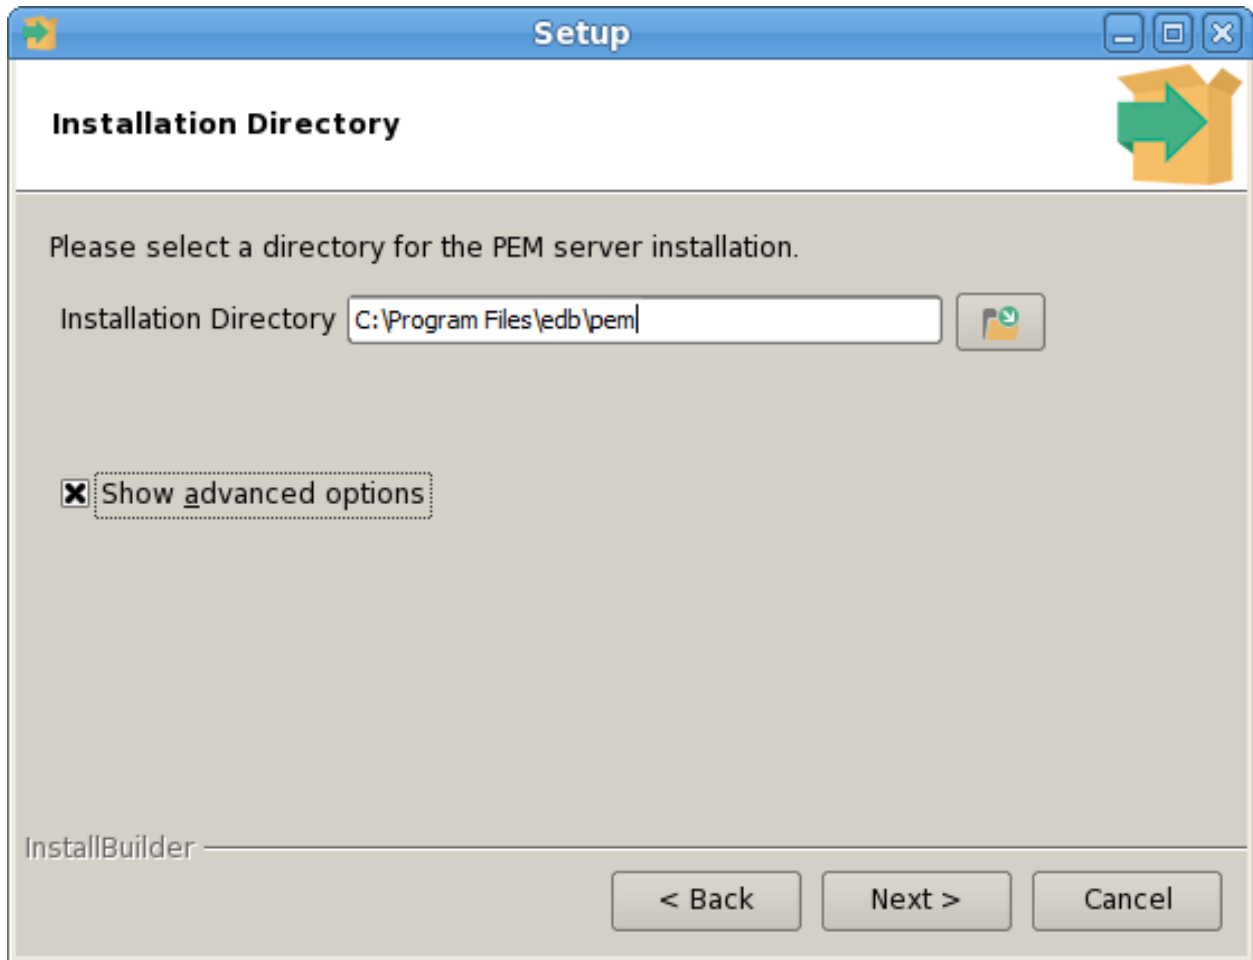 Setup
Installation Directory
Please select a directory for the PEM server installation.
Installation Directory C:\Program Files\edb\pem
Show advanced options
InstallBuilder
< Back Next > Cancel